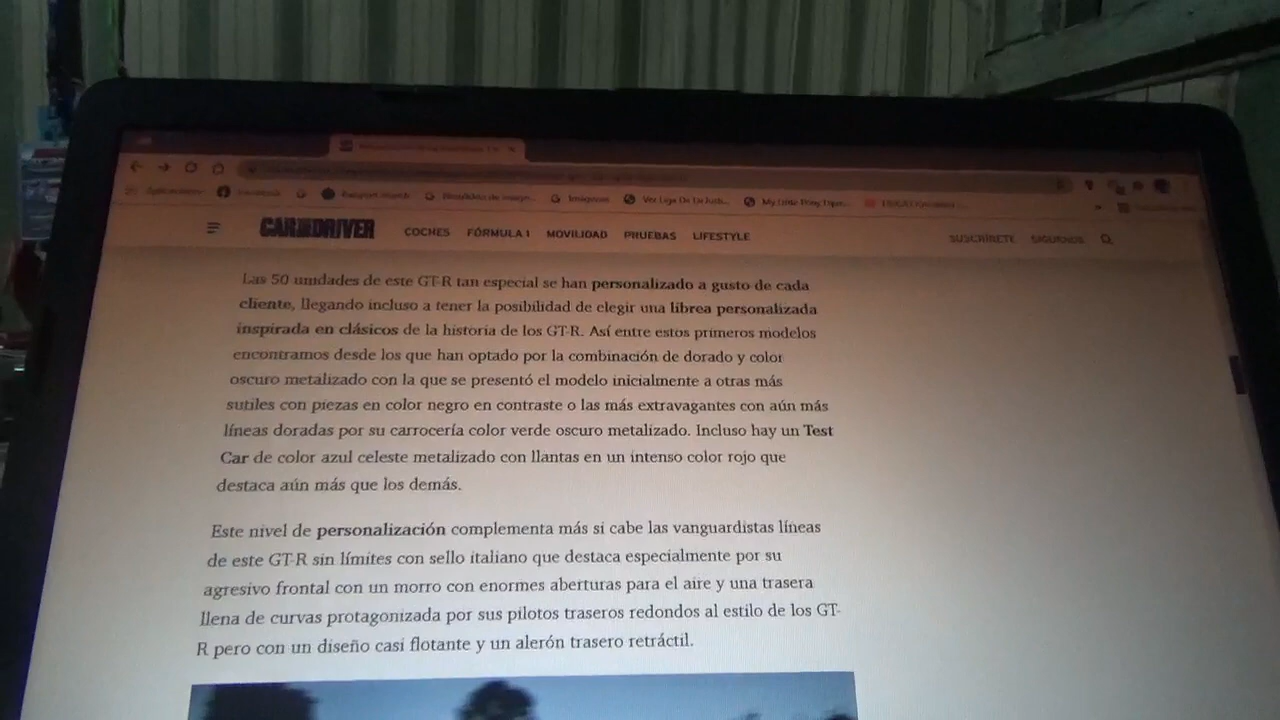 CAR AND DRIVER
COCHES FÓRMULA 1 MOVILIDAD PRUEBAS LIFESTYLE
SUSCRÍBETE SÍGUENOS
Las 50 unidades de este GT-R tan especial se han personalizado a gusto de cada
cliente, llegando incluso a tener la posibilidad de elegir una librea personalizada
inspirada en clásicos de la historia de los GT-R. Así entre estos primeros modelos
encontramos desde los que han optado por la combinación de dorado y color
oscuro metalizado con la que se presentó el modelo inicialmente a otras más
sutiles con piezas en color negro en contraste o las más extravagantes con aún más
líneas doradas por su carrocería color verde oscuro metalizado. Incluso hay un Test
Car de color azul celeste metalizado con llantas en un intenso color rojo que
destaca aún más que los demás.
Este nivel de personalización complementa más si cabe las vanguardistas líneas
de este GT-R sin límites con sello italiano que destaca especialmente por su
agresivo frontal con un morro con enormes aberturas para el aire y una trasera
llena de curvas protagonizada por sus pilotos traseros redondos al estilo de los GT-
R pero con un diseño casi flotante y un alerón trasero retráctil.